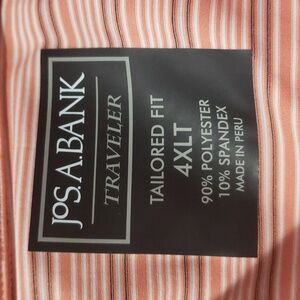 JOS. A. BANK
TRAVELER
TAILORED FIT
4XLT
90% POLYESTER
10% SPANDEX
MADE IN PERU